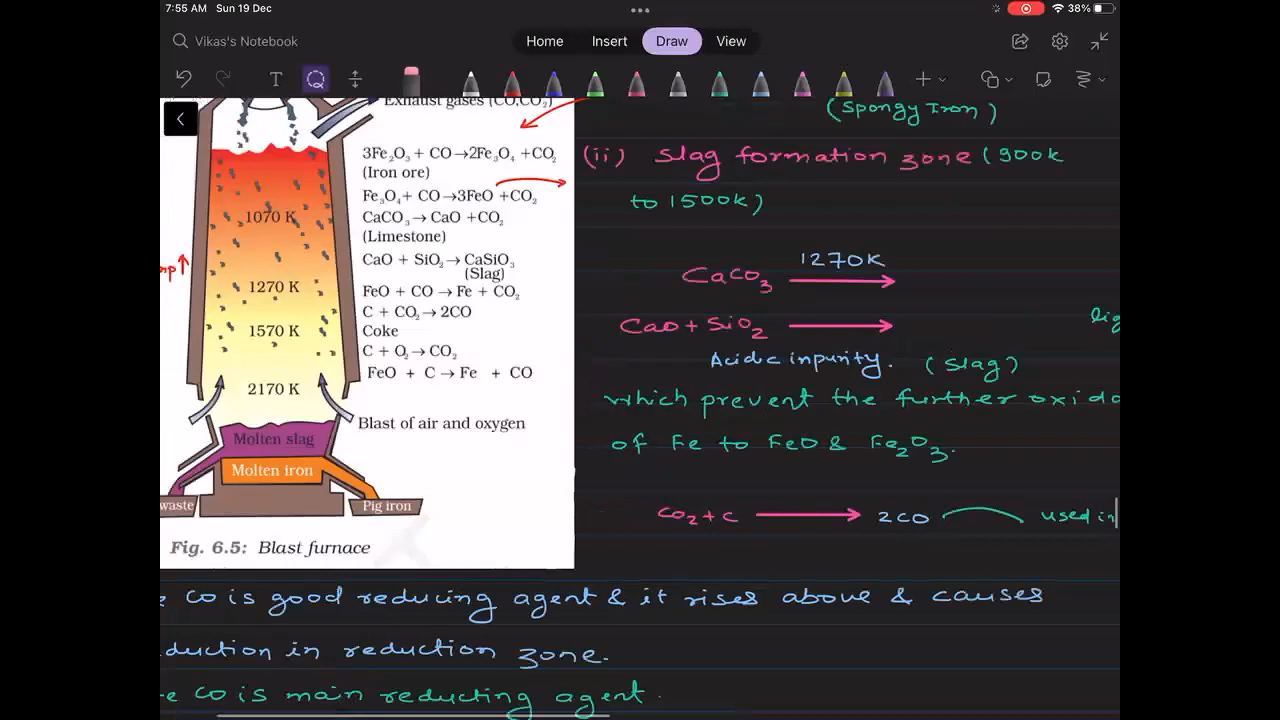 7:55 AM Sun 19 Dec
38%
Vikas's Notebook
Home Insert Draw View
Exhaust gases (CO,CO₂)
3Fe₂O₃ + CO→2Fe₃O₄ +CO₂
(Iron ore)
Fe₃O₄+ CO→3FeO +CO₂
CaCO₃→ CaO +CO₂
(Limestone)
CaO + SiO₂→ CaSiO₃
(Slag)
FeO + CO → Fe + CO₂
C + CO₂→ 2CO
Coke
C + O₂→ CO₂
FeO + C → Fe + CO
1070 K
1270 K
1570 K
2170 K
Blast of air and oxygen
Molten slag
Molten iron
waste
Pig iron
Fig. 6.5: Blast furnace
(Spongy Iron)
(ii) Slag formation zone (900k
to 1500k)
CaCO₃ 1270K ⟶
CaO + SiO₂ ⟶
Acidic inpurity. (Slag)
which prevent the further oxida
of Fe to FeO & Fe₂O₃.
CO₂ + C ⟶ 2CO used in
CO is good reducing agent & it rises above & causes
duction in reduction zone.
CO is main reducting agent.